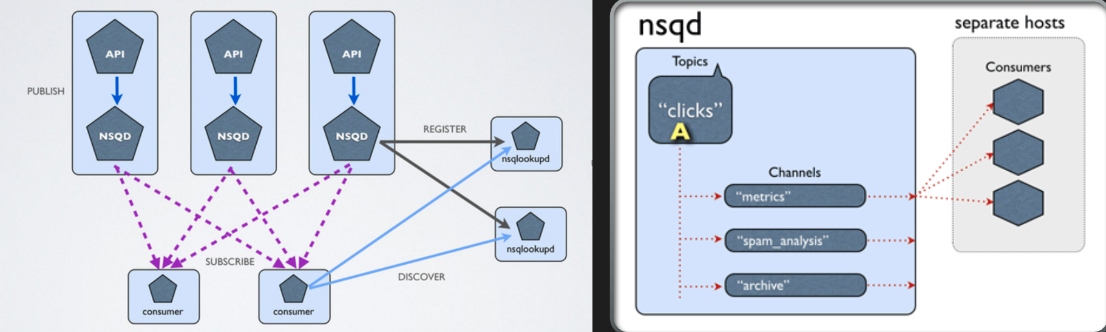 API
API
API
PUBLISH
NSQD
NSQD
NSQD
REGISTER
nsqlookupd
nsqlookupd
SUBSCRIBE
DISCOVER
consumer
consumer
nsqd
separate hosts
Topics
Consumers
“clicks”
A
Channels
“metrics”
“spam_analysis”
“archive”